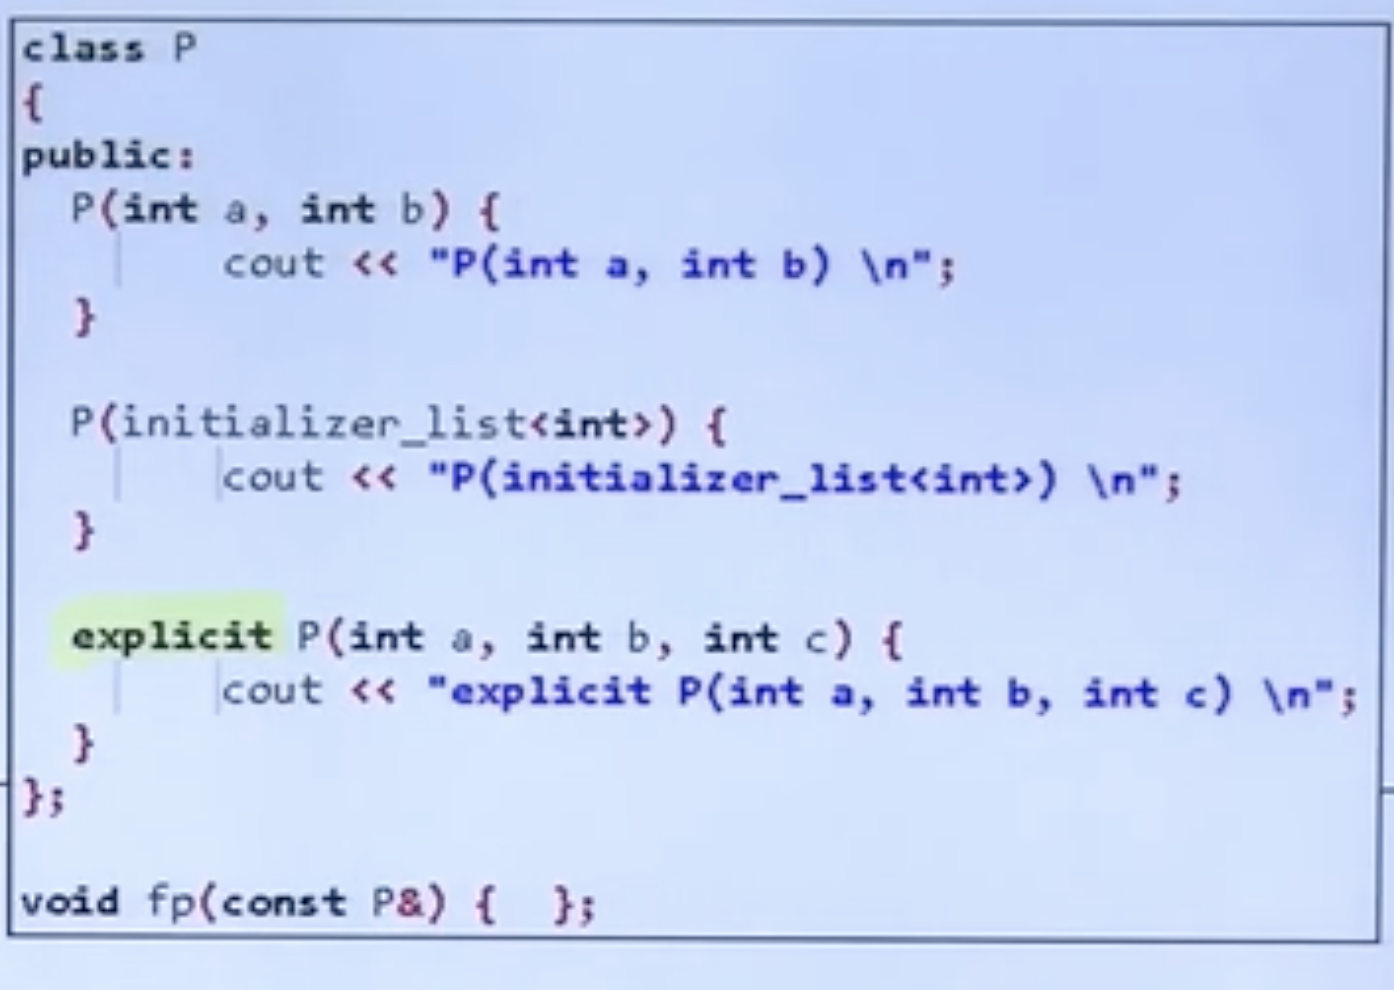 class P
{
public:
  P(int a, int b) {
        cout << "P(int a, int b) \n";
  }

  P(initializer_list<int>) {
        cout << "P(initializer_list<int>) \n";
  }

  explicit P(int a, int b, int c) {
        cout << "explicit P(int a, int b, int c) \n";
  }
};

void fp(const P&) {  };